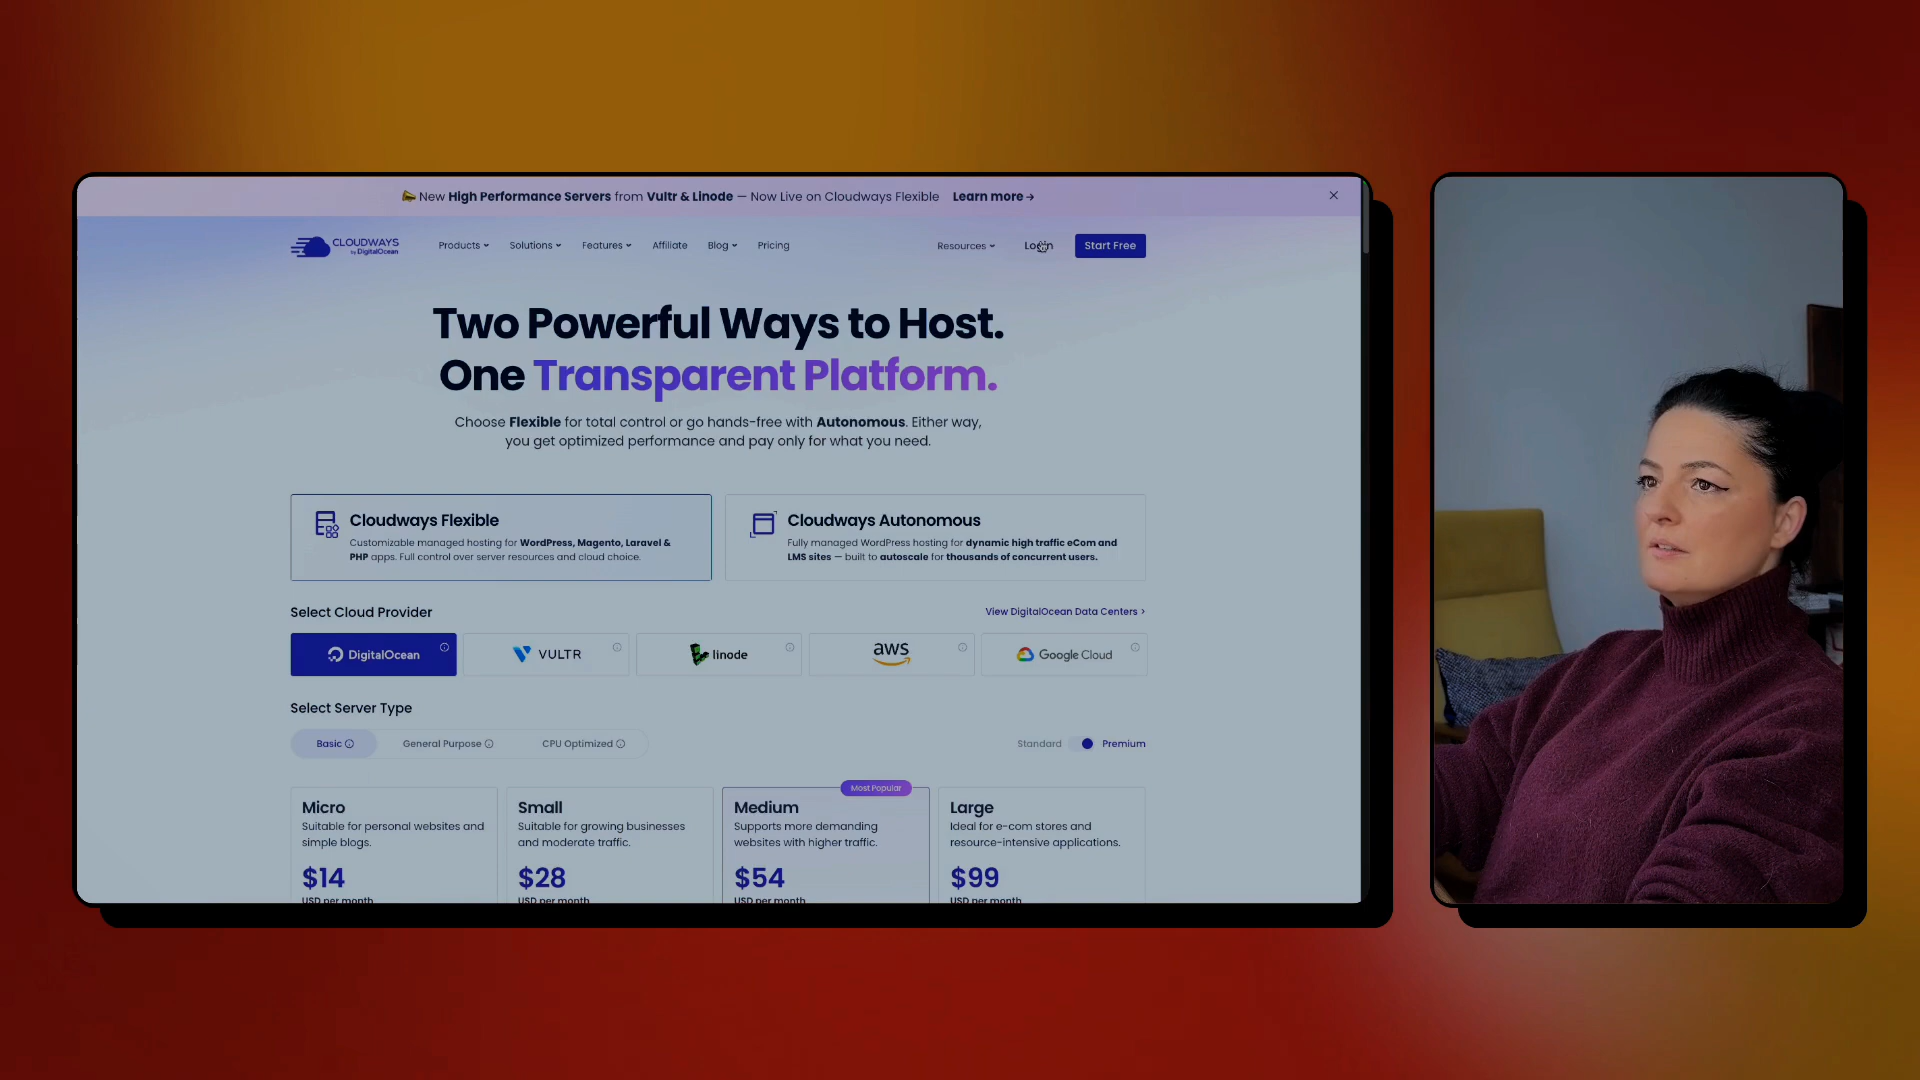 New High Performance Servers from Vultr & Linode — Now Live on Cloudways Flexible Learn more →
CLOUDWAYS
by DigitalOcean
Products
Solutions
Features
Affiliate
Blog
Pricing
Resources
Login
Start Free
Two Powerful Ways to Host.
One Transparent Platform.
Choose Flexible for total control or go hands-free with Autonomous. Either way,
you get optimized performance and pay only for what you need.
Cloudways Flexible
Customizable managed hosting for WordPress, Magento, Laravel &
PHP apps. Full control over server resources and cloud choice.
Cloudways Autonomous
Fully managed WordPress hosting for dynamic high traffic eCom and
LMS sites — built to autoscale for thousands of concurrent users.
Select Cloud Provider
View DigitalOcean Data Centers >
DigitalOcean
VULTR
linode
aws
Google Cloud
Select Server Type
Basic
General Purpose
CPU Optimized
Standard
Premium
Micro
Suitable for personal websites and
simple blogs.
$14
USD per month
Small
Suitable for growing businesses
and moderate traffic.
$28
USD per month
Most Popular
Medium
Supports more demanding
websites with higher traffic.
$54
USD per month
Large
Ideal for e-com stores and
resource-intensive applications.
$99
USD per month